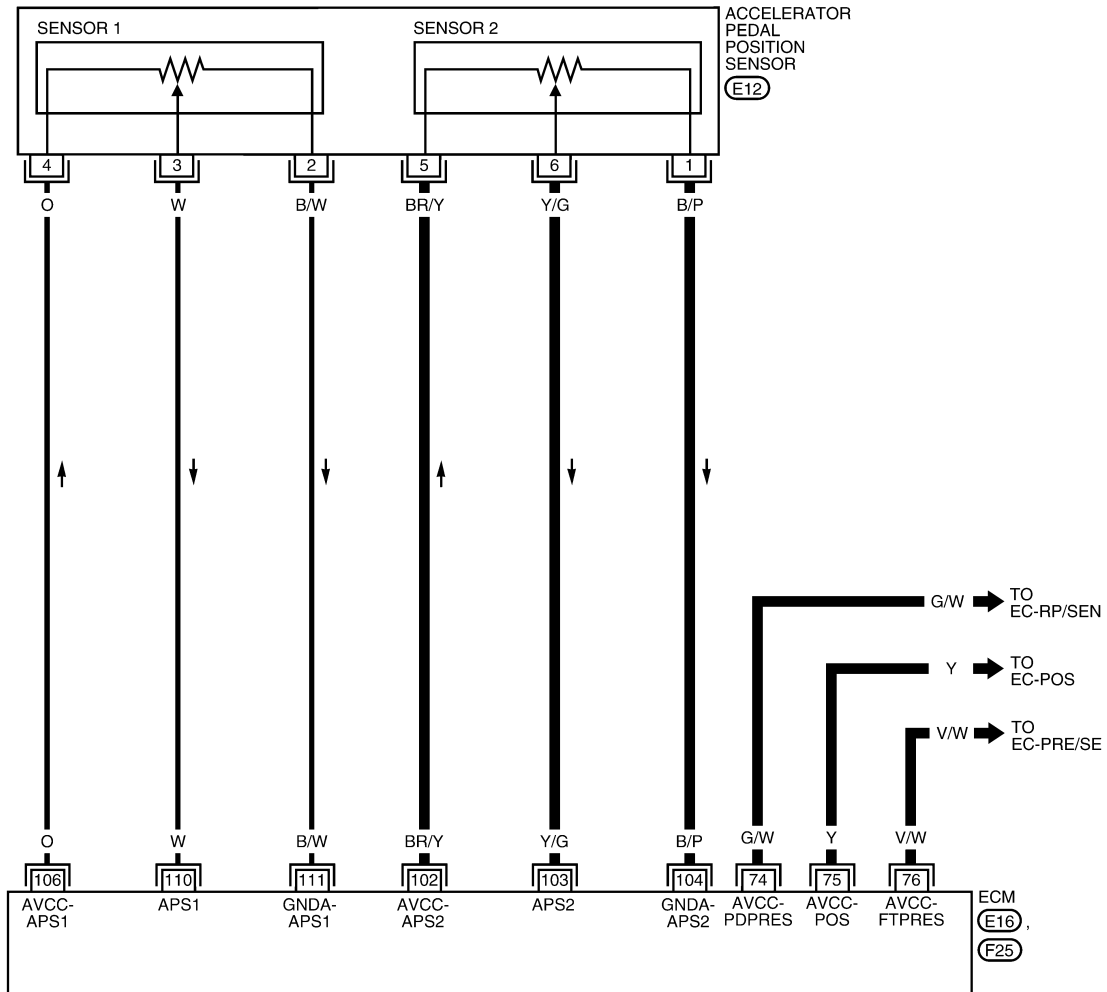 SENSOR 1
SENSOR 2
ACCELERATOR
PEDAL
POSITION
SENSOR
E12
4 3 2 5 6 1
O W B/W BR/Y Y/G B/P
G/W
TO
EC-RP/SEN
Y
TO
EC-POS
V/W
TO
EC-PRE/SE
O W B/W BR/Y Y/G B/P G/W Y V/W
106 110 111 102 103 104 74 75 76
AVCC- APS1 GNDA- AVCC- APS2 GNDA- AVCC- AVCC- AVCC-
APS1 APS1 APS2 APS2 PDPRES POS FTPRES
ECM
E16 ,
F25